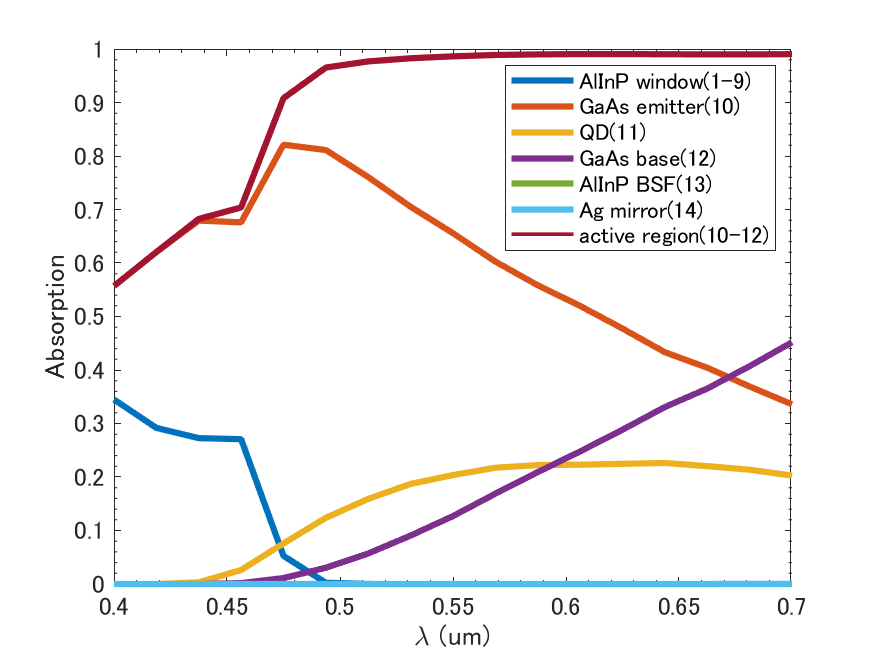 1
0.9
0.8
0.7
0.6
0.5
0.4
0.3
0.2
0.1
0
Absorption
AlInP window(1-9)
GaAs emitter(10)
QD(11)
GaAs base(12)
AlInP BSF(13)
Ag mirror(14)
active region(10-12)
0.4 0.45 0.5 0.55 0.6 0.65 0.7
λ (um)